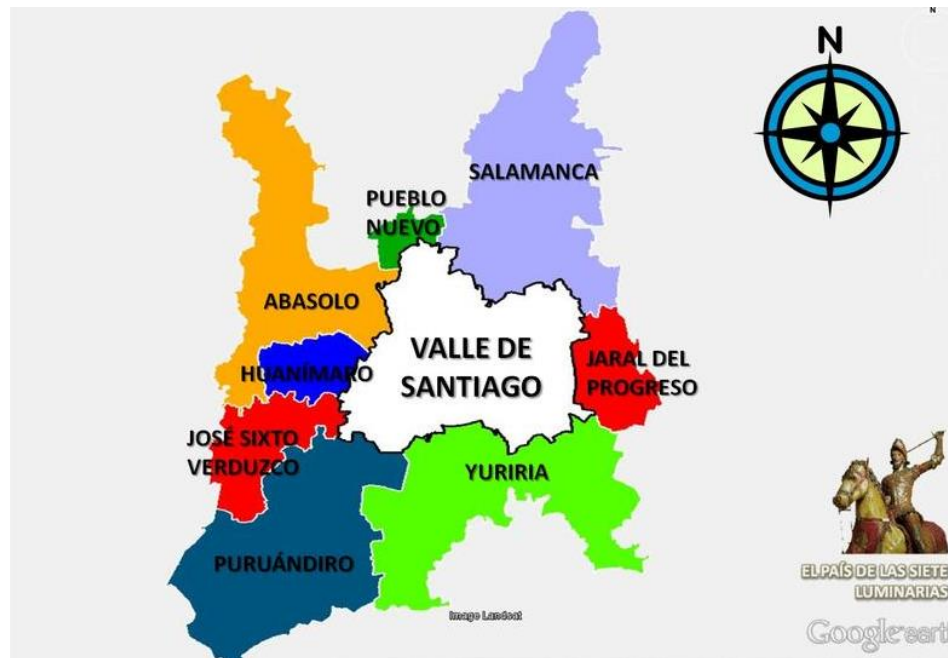 N
N
SALAMANCA
PUEBLO
NUEVO
ABASOLO
VALLE DE
SANTIAGO
HUANÍMARO
JARAL DEL
PROGRESO
JOSÉ SIXTO
VERDUZCO
YURIRIA
PURUÁNDIRO
EL PAÍS DE LAS SIETE
LUMINARIAS
Image Landsat
Google eart